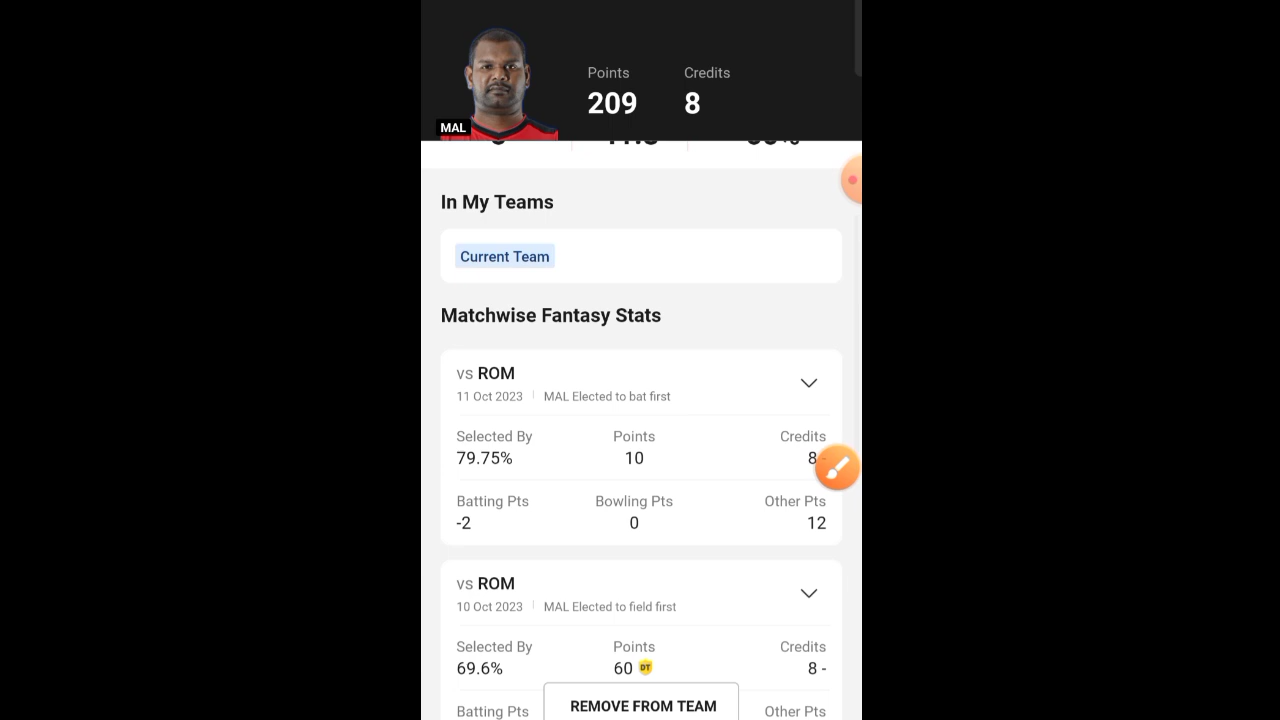 Points Credits
209 8
MAL
In My Teams
Current Team
Matchwise Fantasy Stats
vs ROM
11 Oct 2023 MAL Elected to bat first
Selected By Points Credits
79.75% 10 8
Batting Pts Bowling Pts Other Pts
-2 0 12
vs ROM
10 Oct 2023 MAL Elected to field first
Selected By Points Credits
69.6% 60 DT 8 -
Batting Pts Other Pts
REMOVE FROM TEAM